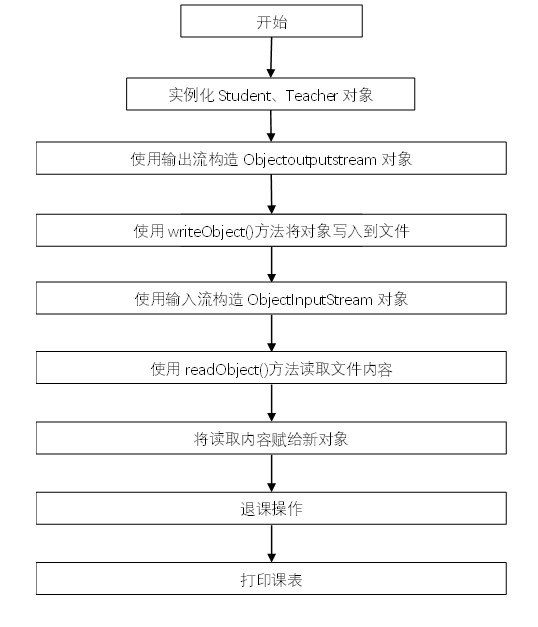 开始
实例化 Student、Teacher 对象
使用输出流构造 Objectoutputstream 对象
使用 writeObject()方法将对象写入到文件
使用输入流构造 ObjectInputStream 对象
使用 readObject()方法读取文件内容
将读取内容赋给新对象
退课操作
打印课表